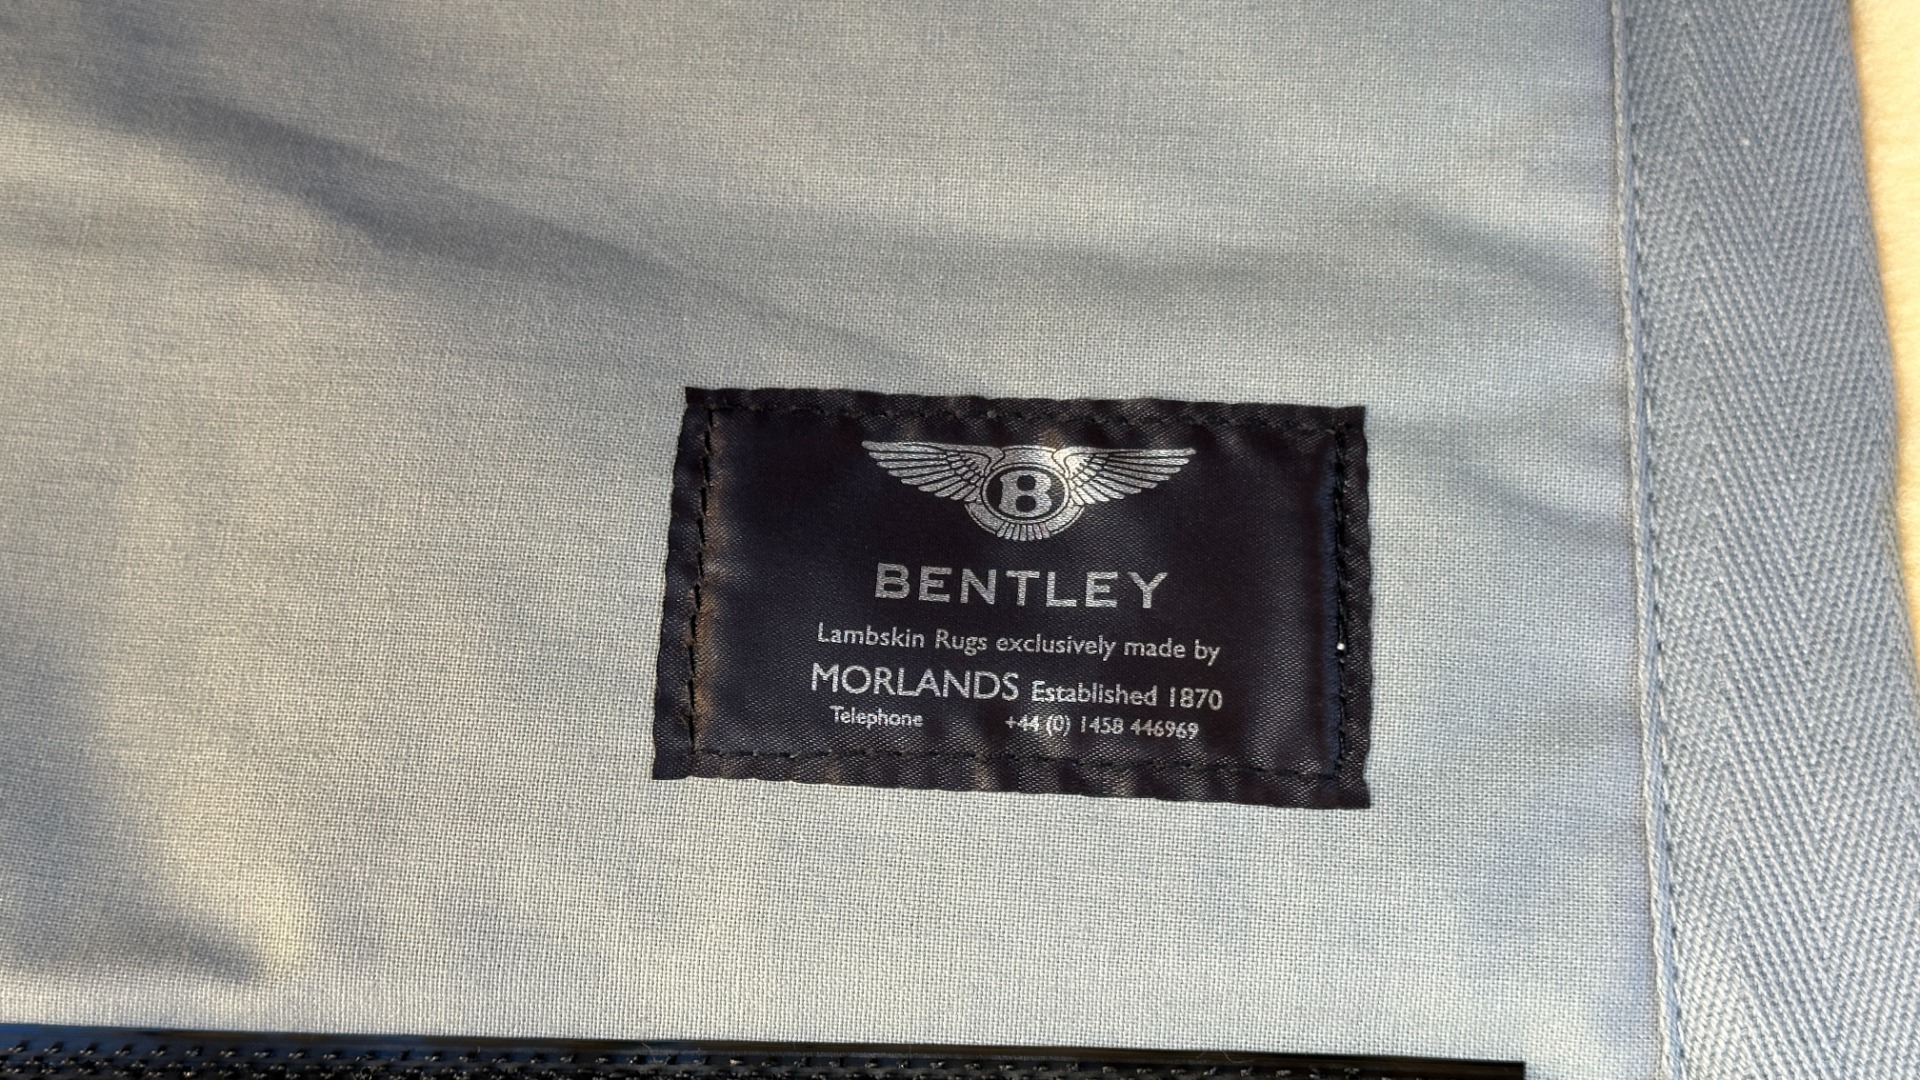 B
BENTLEY
Lambskin Rugs exclusively made by
MORLANDS Established 1870
Telephone +44 (0) 1458 446969